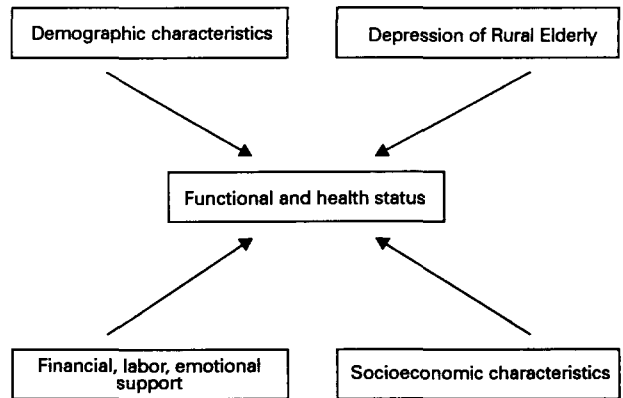 Demographic characteristics
Depression of Rural Elderly
Functional and health status
Financial, labor, emotional
support
Socioeconomic characteristics